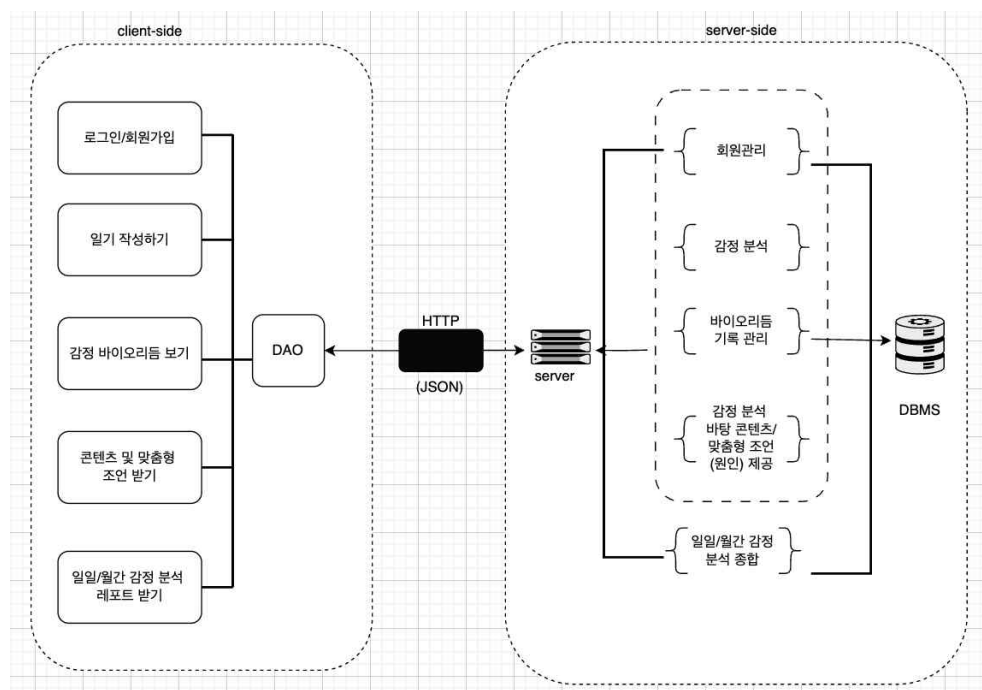 client-side
로그인/회원가입
일기 작성하기
감정 바이오리듬 보기
콘텐츠 및 맞춤형
조언 받기
일일/월간 감정 분석
레포트 받기
DAO
HTTP
(JSON)
server-side
server
회원관리
감정 분석
바이오리듬
기록 관리
감정 분석
바탕 콘텐츠/
맞춤형 조언
(원인) 제공
일일/월간 감정
분석 종합
DBMS